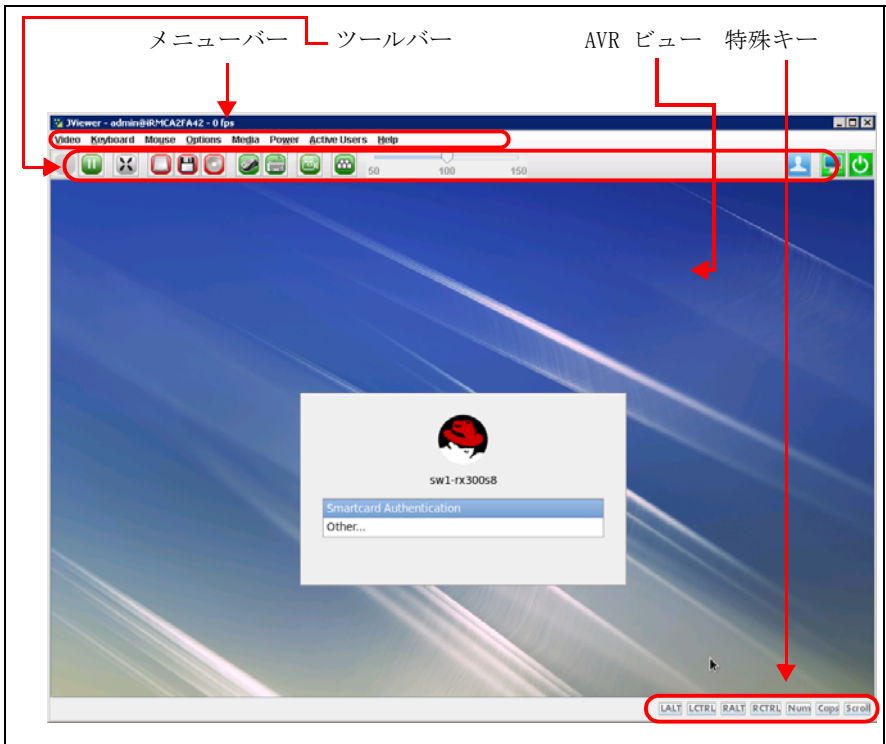 メニューバー ツールバー AVR ビュー 特殊キー
JViewer - admin@iRMCA2FA42 - 0 fps
Video Keyboard Mouse Options Media Power Active Users Help
50 100 150
sw1-rx300s8
Smartcard Authentication
Other...
LALT LCTRL RALT RCTRL Num Caps Scroll